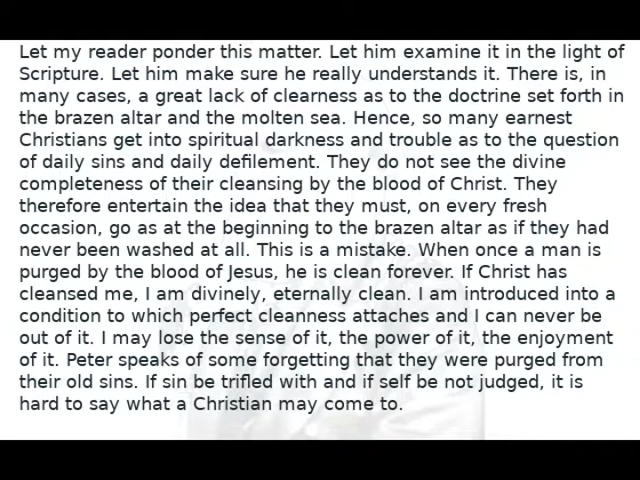 Let my reader ponder this matter. Let him examine it in the light of
Scripture. Let him make sure he really understands it. There is, in
many cases, a great lack of clearness as to the doctrine set forth in
the brazen altar and the molten sea. Hence, so many earnest
Christians get into spiritual darkness and trouble as to the question
of daily sins and daily defilement. They do not see the divine
completeness of their cleansing by the blood of Christ. They
therefore entertain the idea that they must, on every fresh
occasion, go as at the beginning to the brazen altar as if they had
never been washed at all. This is a mistake. When once a man is
purged by the blood of Jesus, he is clean forever. If Christ has
cleansed me, I am divinely, eternally clean. I am introduced into a
condition to which perfect cleanness attaches and I can never be
out of it. I may lose the sense of it, the power of it, the enjoyment
of it. Peter speaks of some forgetting that they were purged from
their old sins. If sin be trifled with and if self be not judged, it is
hard to say what a Christian may come to.